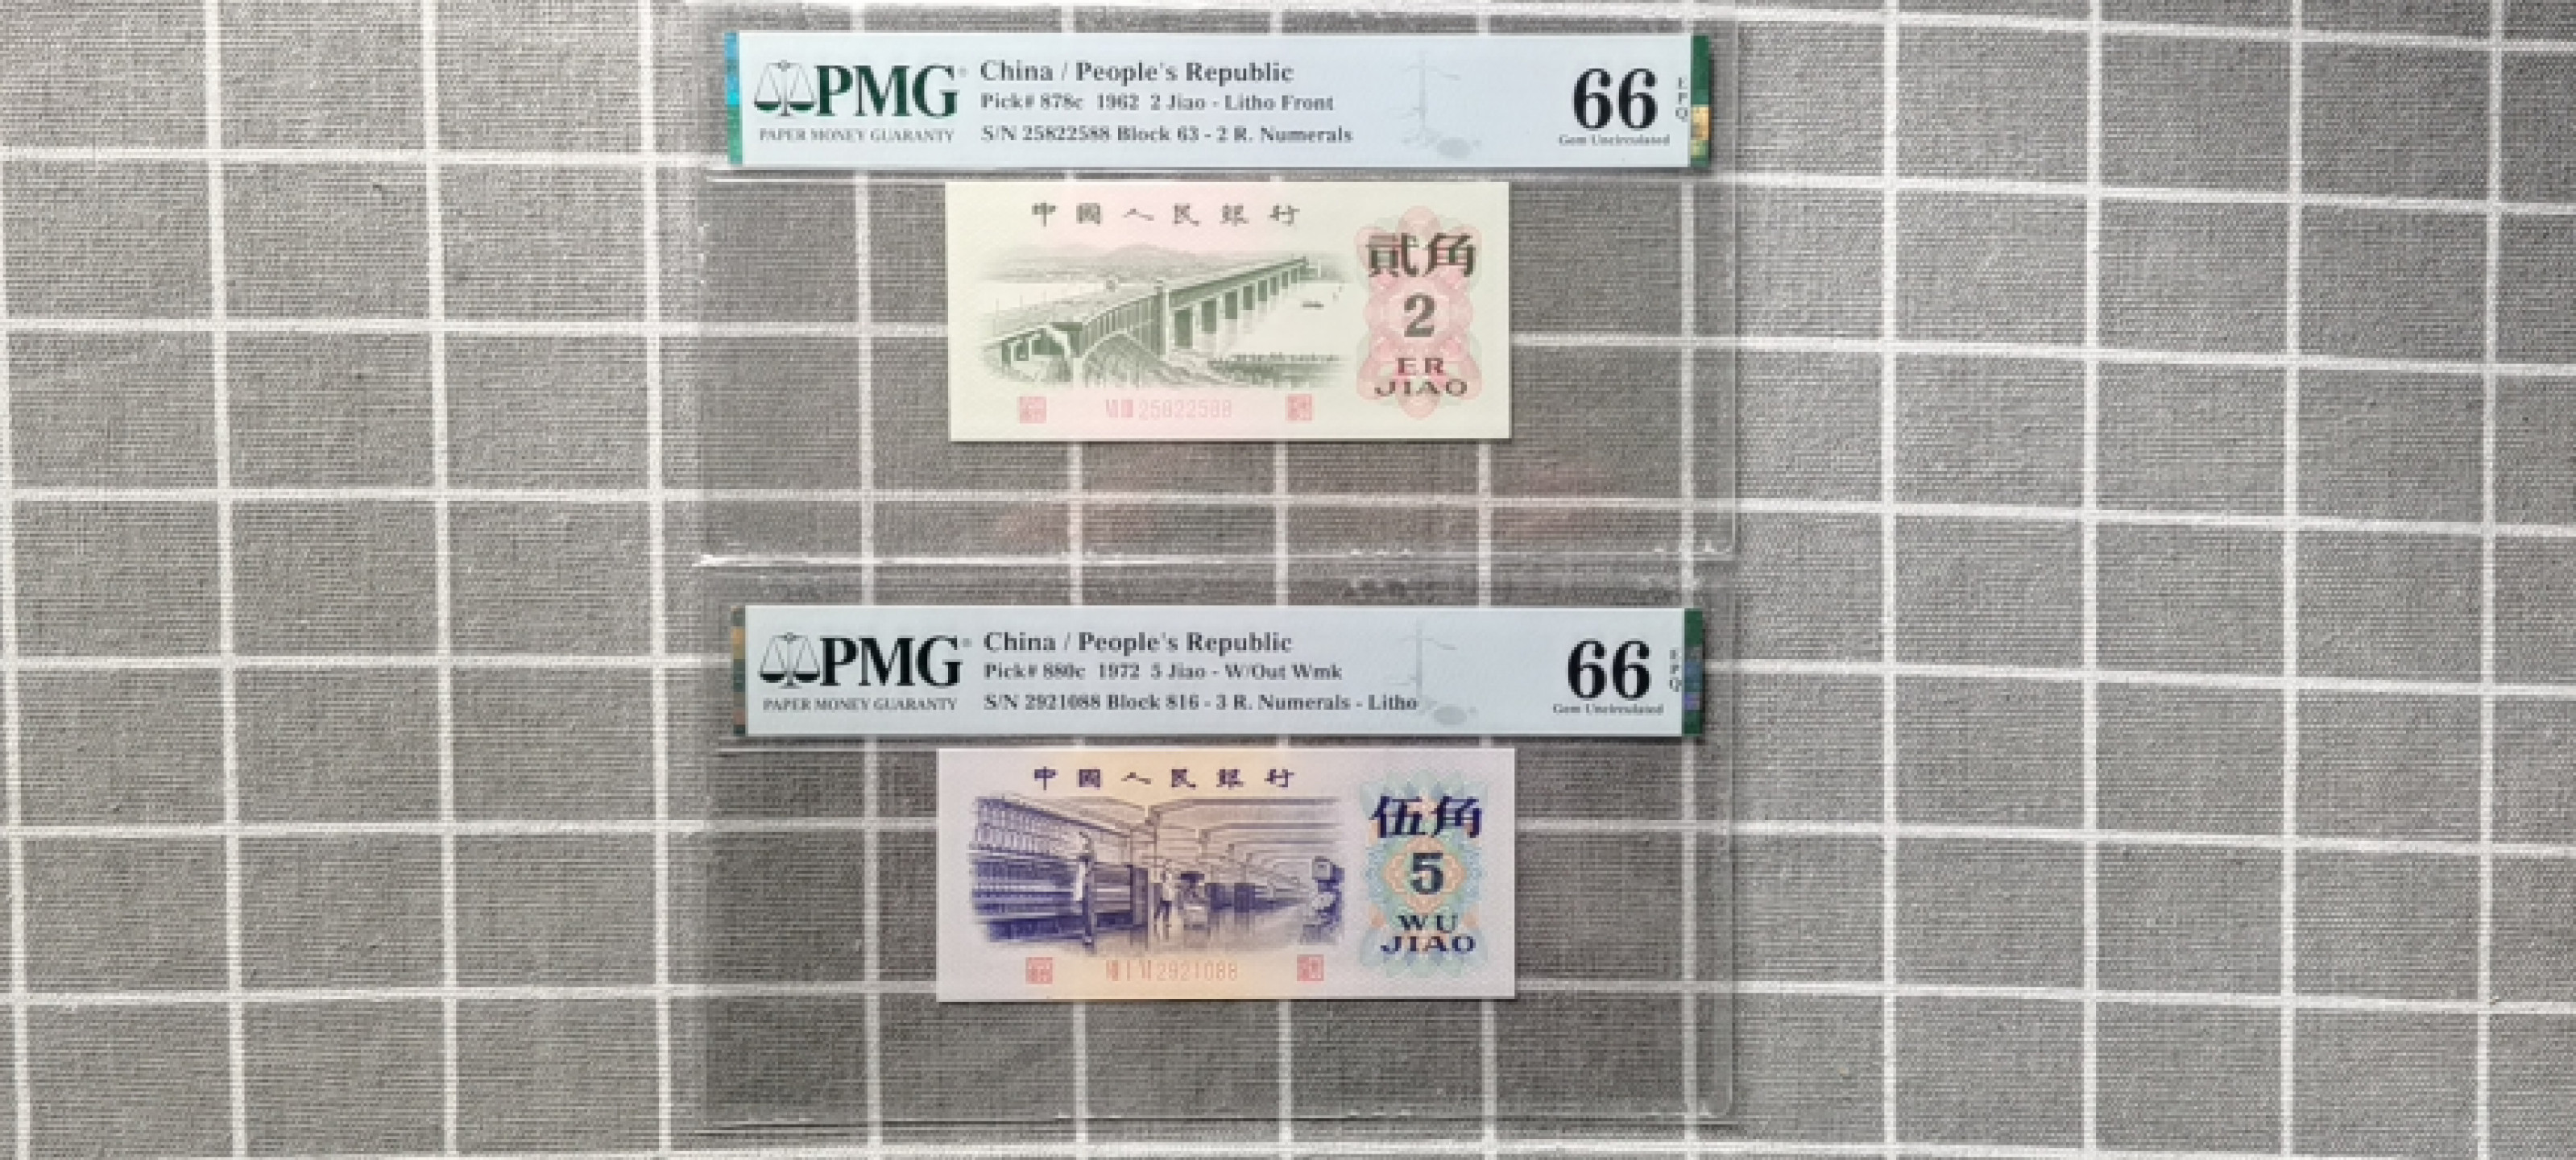 PMG
PAPER MONEY GUARANTY
China / People's Republic
Pick# 878c 1962 2 Jiao - Litho Front
S/N 25822588 Block 63 - 2 R. Numerals
66
EPQ
Gem Uncirculated
中國人民銀行
貳角
2
ER
JIAO
25822588
PMG
PAPER MONEY GUARANTY
China / People's Republic
Pick# 880c 1972 5 Jiao - W/Out Wmk
S/N 2921088 Block 816 - 3 R. Numerals - Litho
66
EPQ
Gem Uncirculated
中國人民銀行
伍角
5
WU
JIAO
2921088